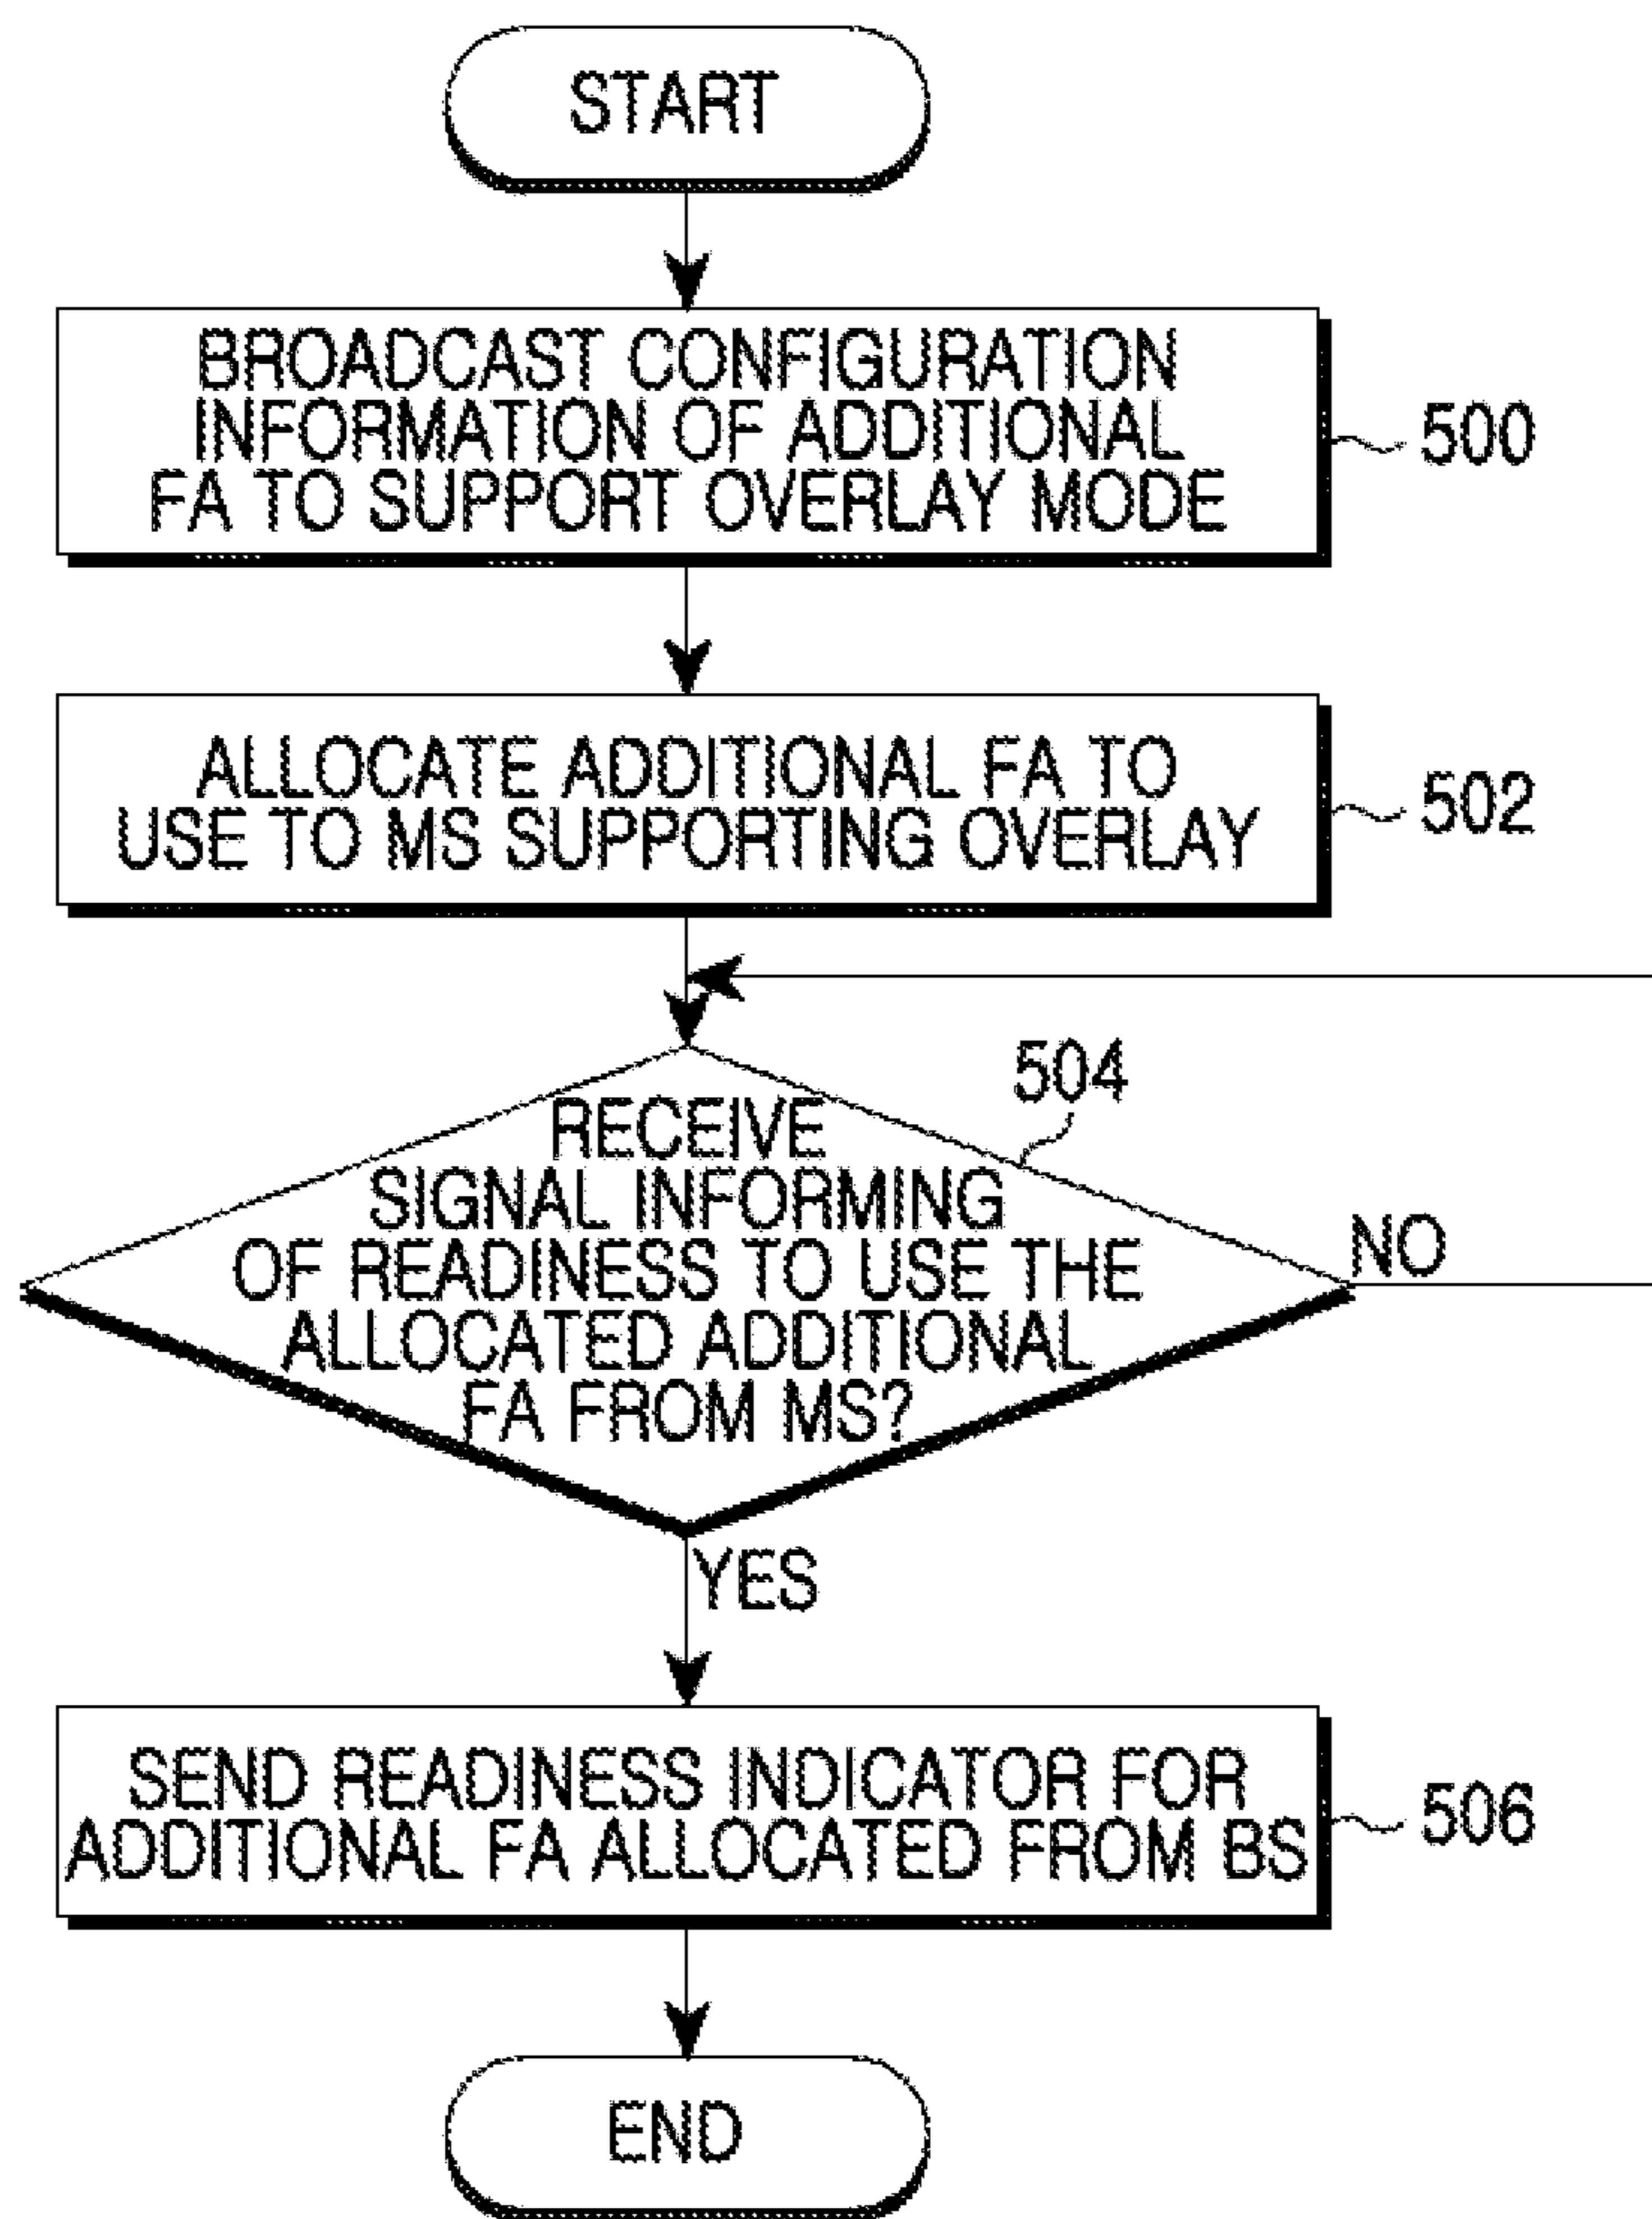 START
BROADCAST CONFIGURATION
INFORMATION OF ADDITIONAL
FA TO SUPPORT OVERLAY MODE
500
ALLOCATE ADDITIONAL FA TO
USE TO MS SUPPORTING OVERLAY
502
504
RECEIVE
SIGNAL INFORMING
OF READINESS TO USE THE
ALLOCATED ADDITIONAL
FA FROM MS?
NO
YES
SEND READINESS INDICATOR FOR
ADDITIONAL FA ALLOCATED FROM BS
506
END